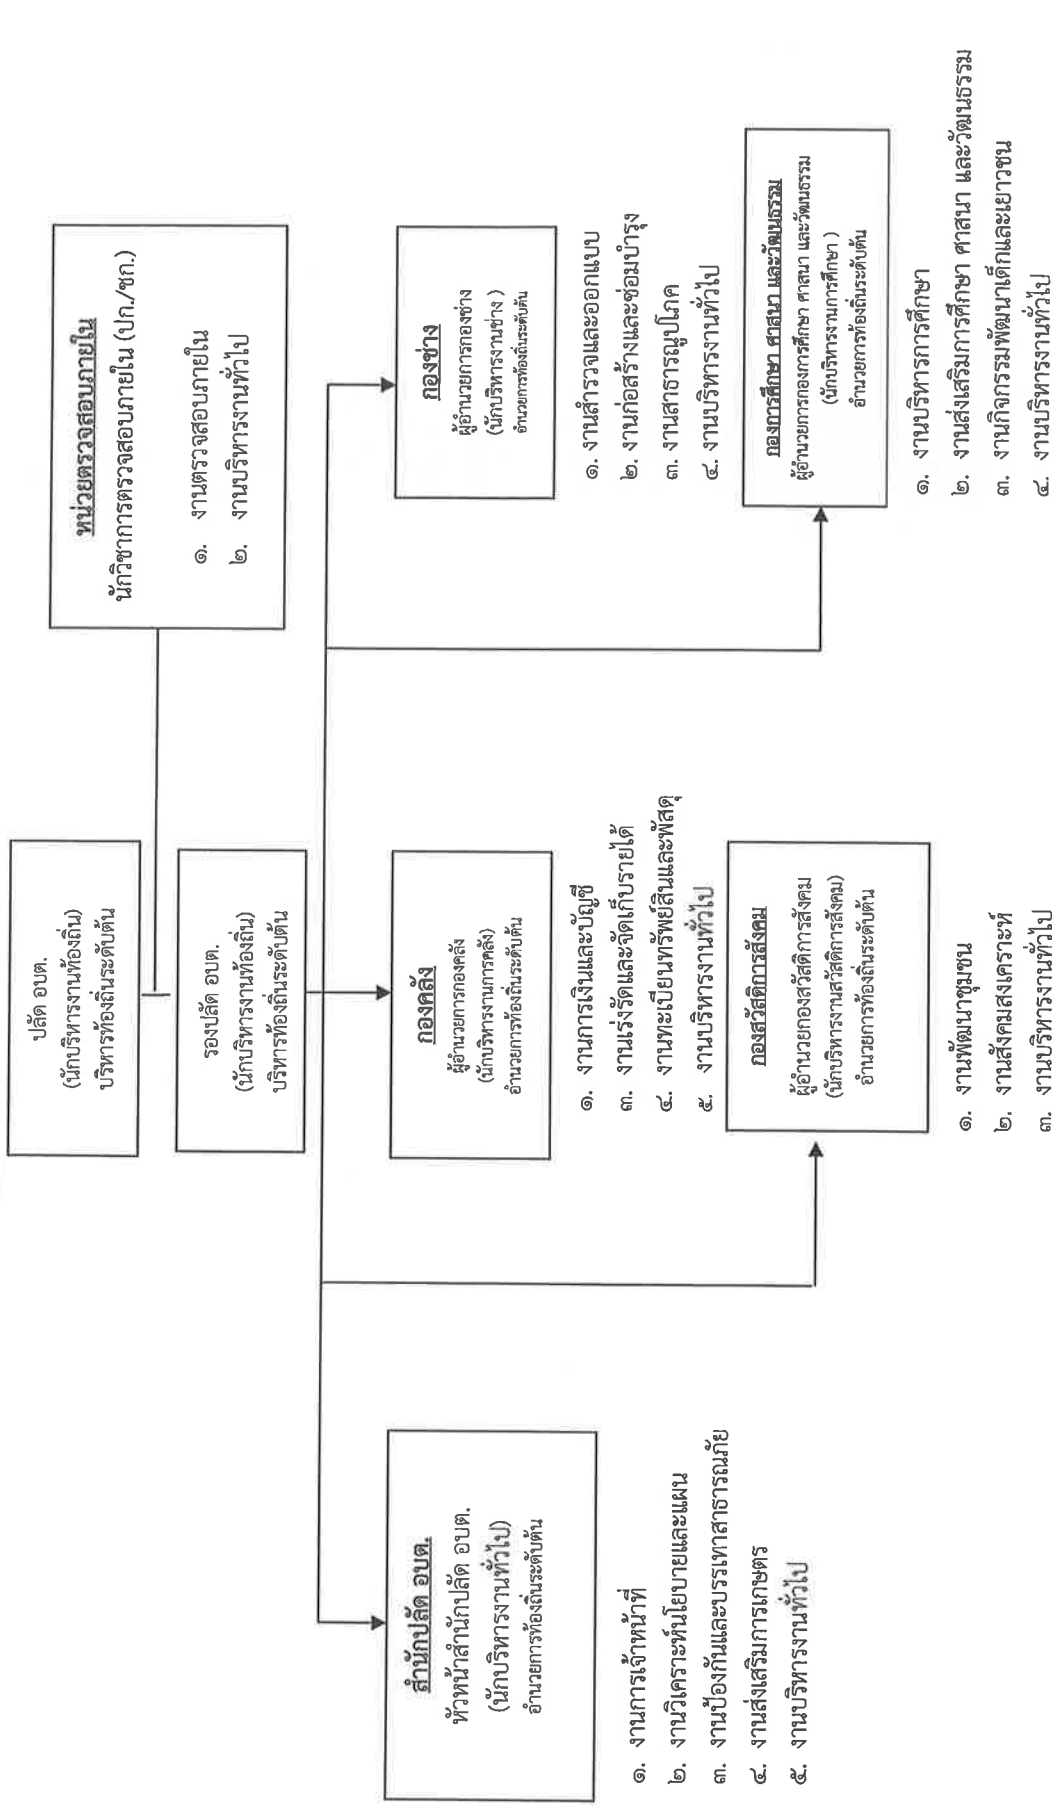 ปลัด อบต.
(นักบริหารงานท้องถิ่น)
บริหารท้องถิ่นระดับต้น
หน่วยตรวจสอบภายใน
นักวิชาการตรวจสอบภายใน (ปก./ชก.)
๑. งานตรวจสอบภายใน
๒. งานบริหารงานทั่วไป
รองปลัด อบต.
(นักบริหารงานท้องถิ่น)
บริหารท้องถิ่นระดับต้น
สำนักปลัด อบต.
หัวหน้าสำนักปลัด อบต.
(นักบริหารงานทั่วไป)
อำนวยการท้องถิ่นระดับต้น
๑. งานการเจ้าหน้าที่
๒. งานวิเคราะห์นโยบายและแผน
๓. งานป้องกันและบรรเทาสาธารณภัย
๔. งานส่งเสริมการเกษตร
๕. งานบริหารงานทั่วไป
กองคลัง
ผู้อำนวยการกองคลัง
(นักบริหารงานการคลัง)
อำนวยการท้องถิ่นระดับต้น
๑. งานการเงินและบัญชี
๓. งานเร่งรัดและจัดเก็บรายได้
๔. งานทะเบียนทรัพย์สินและพัสดุ
๕. งานบริหารงานทั่วไป
กองช่าง
ผู้อำนวยการกองช่าง
(นักบริหารงานช่าง )
อำนวยการท้องถิ่นระดับต้น
๑. งานสำรวจและออกแบบ
๒. งานก่อสร้างและซ่อมบำรุง
๓. งานสาธารณูปโภค
๔. งานบริหารงานทั่วไป
กองสวัสดิการสังคม
ผู้อำนวยกองสวัสดิการสังคม
(นักบริหารงานสวัสดิการสังคม)
อำนวยการท้องถิ่นระดับต้น
๑. งานพัฒนาชุมชน
๒. งานสังคมสงเคราะห์
๓. งานบริหารงานทั่วไป
กองการศึกษา ศาสนา และวัฒนธรรม
ผู้อำนวยการกองการศึกษา ศาสนา และวัฒนธรรม
(นักบริหารงานการศึกษา )
อำนวยการท้องถิ่นระดับต้น
๑. งานบริหารการศึกษา
๒. งานส่งเสริมการศึกษา ศาสนา และวัฒนธรรม
๓. งานกิจกรรมพัฒนาเด็กและเยาวชน
๔. งานบริหารงานทั่วไป